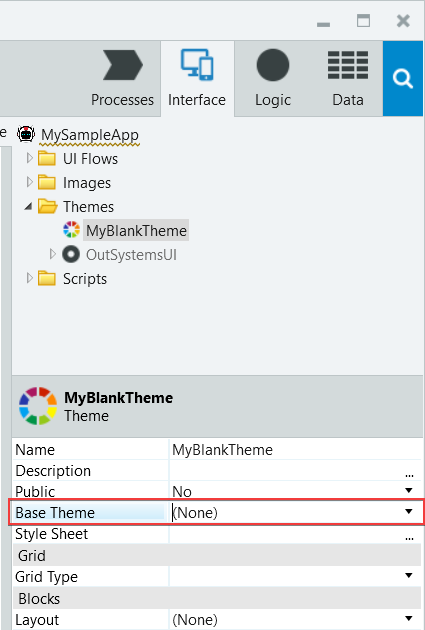 Processes Interface Logic Data
e MySampleApp
UI Flows
Images
Themes
MyBlankTheme
OutSystemsUI
Scripts
MyBlankTheme
Theme
Name MyBlankTheme
Description ...
Public No
Base Theme (None)
Style Sheet ...
Grid
Grid Type
Blocks
Layout (None)